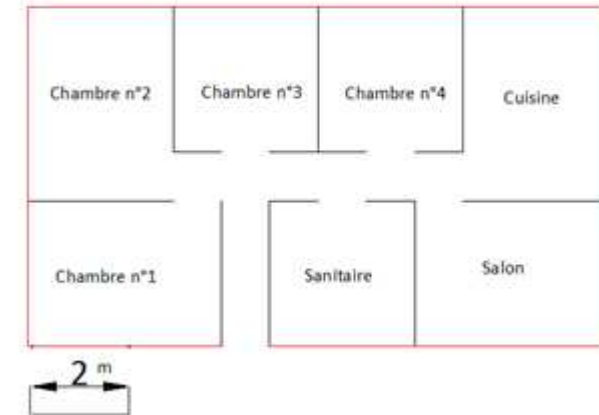 Chambre n°2
Chambre n°3
Chambre n°4
Cuisine
Chambre n°1
Sanitaire
Salon
2 m